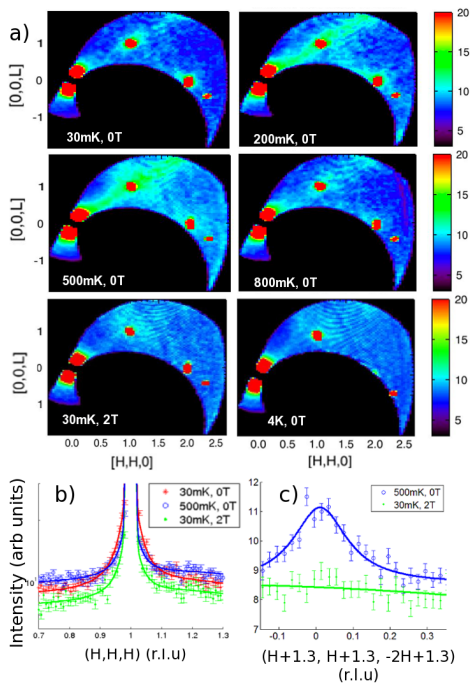 a)
[0,0,L]
1
0
-1
30mK, 0T
200mK, 0T
20
15
10
5
[0,0,L]
1
0
-1
500mK, 0T
800mK, 0T
20
15
10
5
[0,0,L]
1
0
-1
30mK, 2T
4K, 0T
20
15
10
5
0.0 0.5 1.0 1.5 2.0 2.5
0.0 0.5 1.0 1.5 2.0 2.5
[H,H,0]
[H,H,0]
b)
30mK, 0T
500mK, 0T
30mK, 2T
Intensity (arb units)
0.7 0.8 0.9 1 1.1 1.2 1.3
(H,H,H) (r.l.u)
c)
500mK, 0T
30mK, 2T
12
11
10
9
8
7
-0.1 0 0.1 0.2 0.3
(H+1.3, H+1.3, -2H+1.3)
(r.l.u)